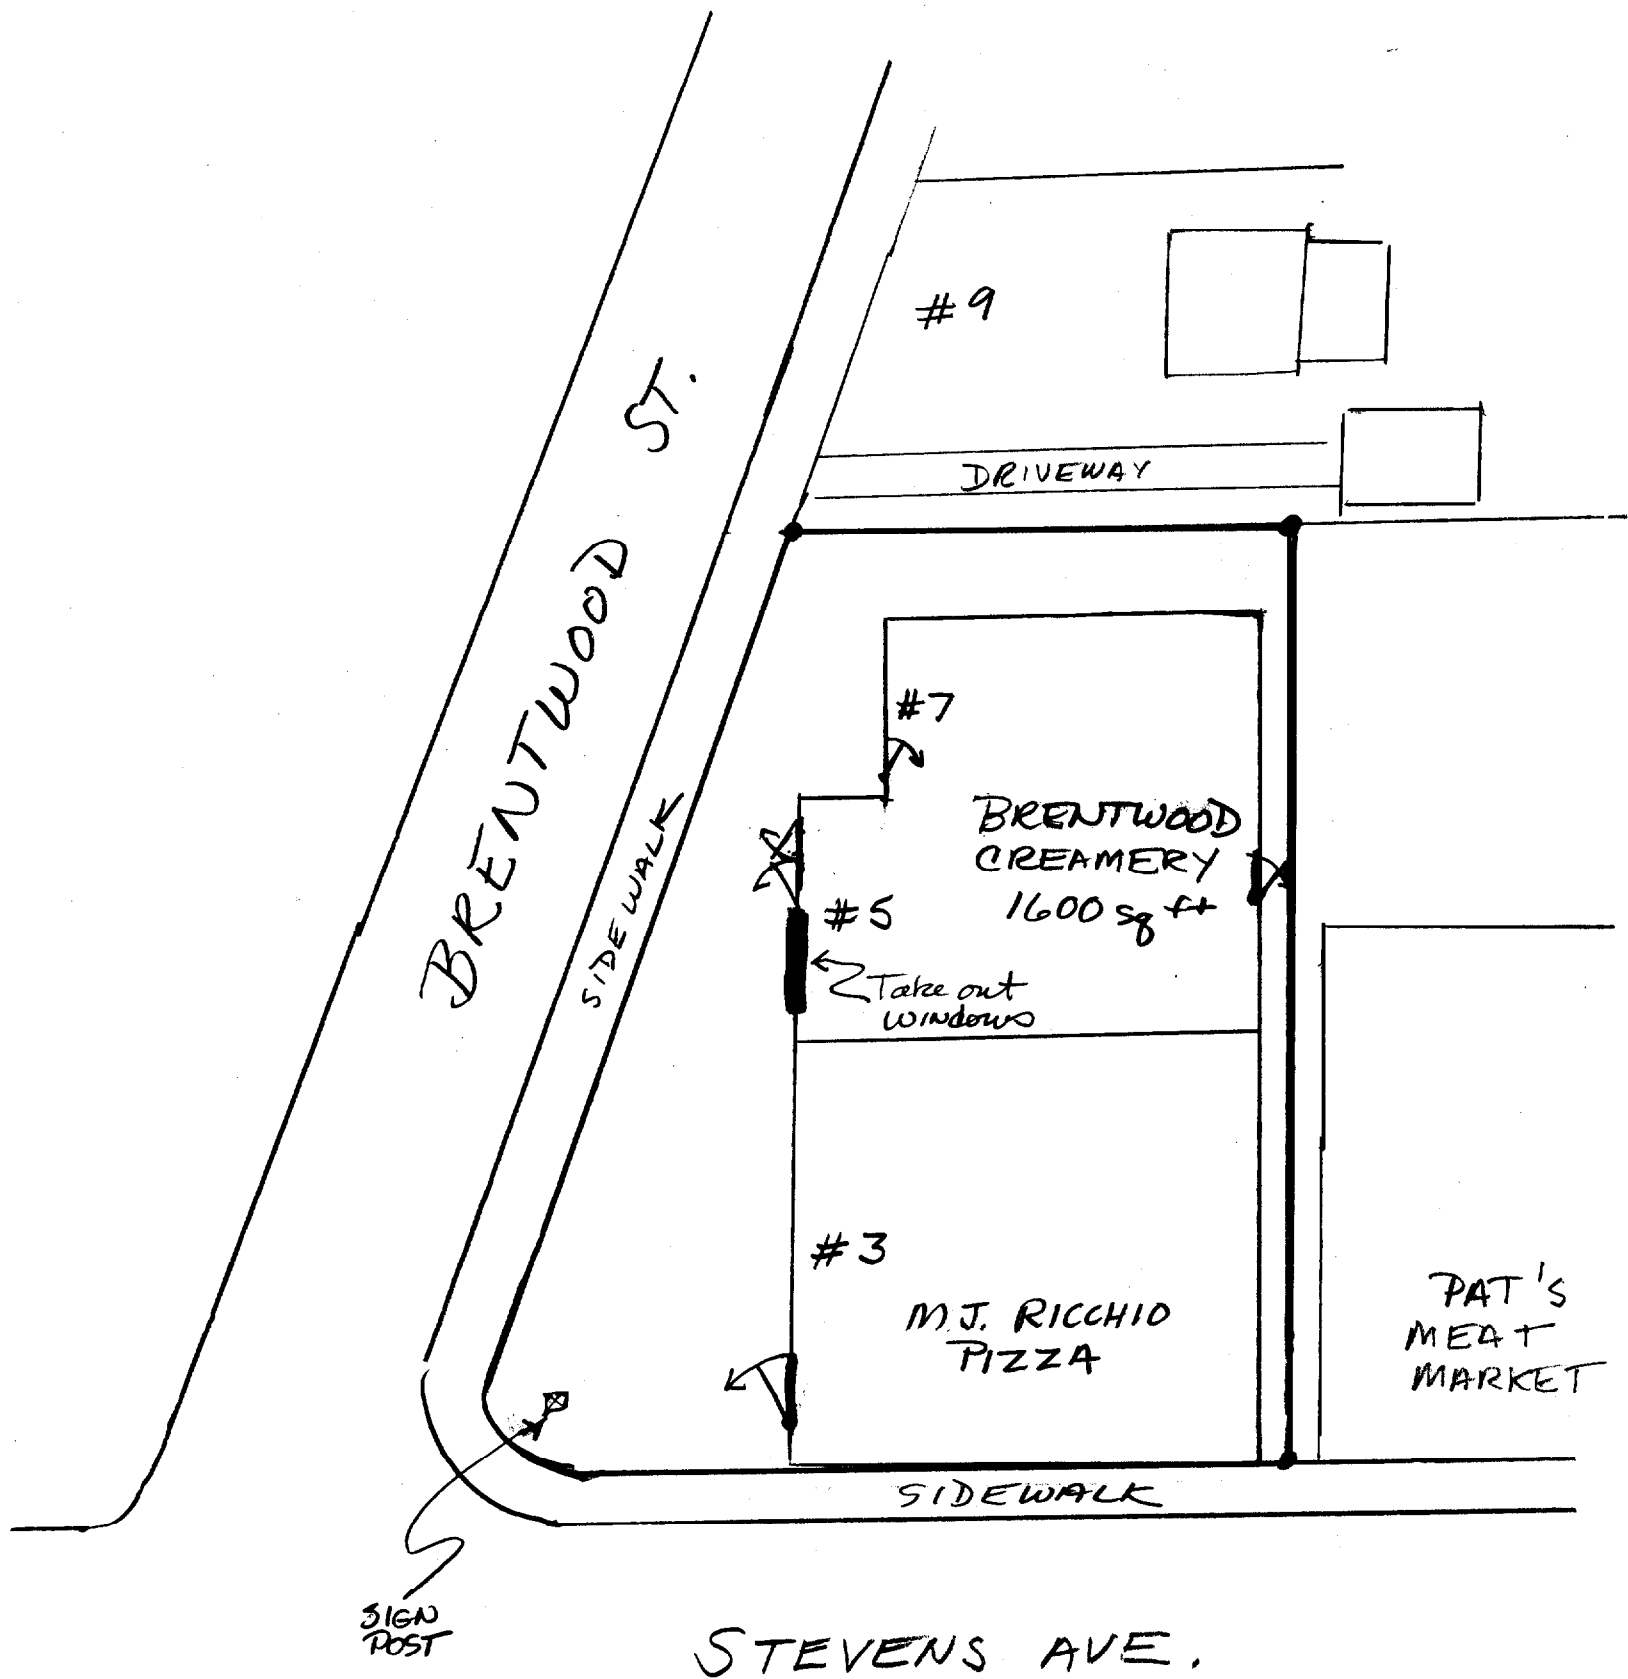 #9
ST.
DRIVEWAY
BRENTWOOD
#7
SIDEWALK
BRENTWOOD
CREAMERY
1600 sq ft
#5
Take out
WINDOWS
#3
M.J. RICCHIO
PIZZA
PAT'S
MEAT
MARKET
SIDEWALK
SIGN
POST
STEVENS AVE.